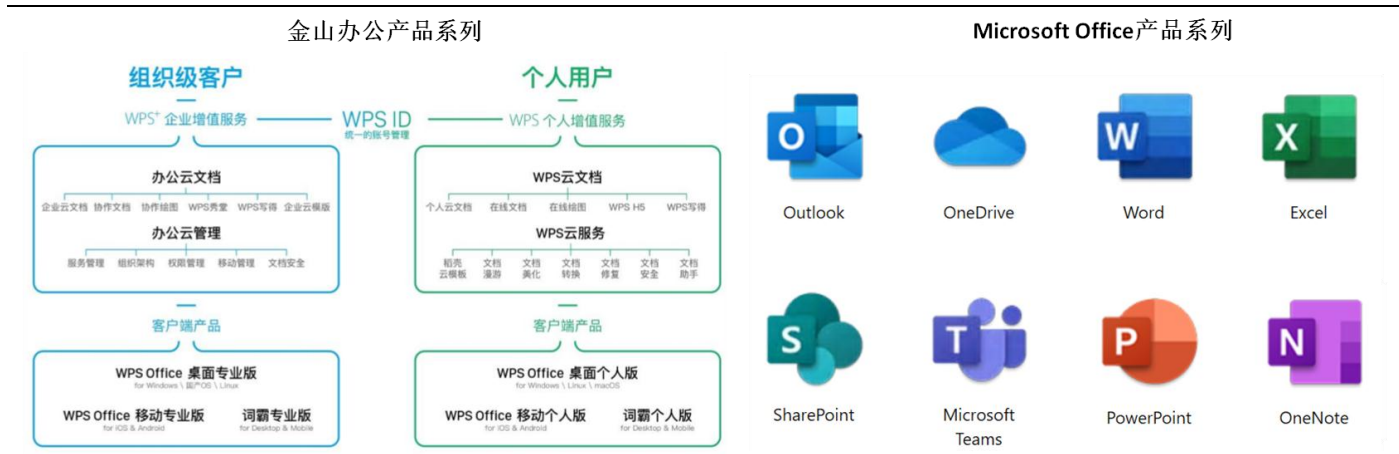 金山办公产品系列
组织级客户
WPS+ 企业增值服务
WPS ID
统一的账号管理
个人用户
WPS 个人增值服务
办公云文档
企业云文档 协作文档 协作绘图 WPS秀堂 WPS写得 企业云模版
办公云管理
服务管理 组织架构 权限管理 移动管理 文档安全
客户端产品
WPS Office 桌面专业版
for Windows \ 国产OS \ Linux
WPS Office 移动专业版
for iOS & Android
词霸专业版
for Desktop & Mobile
WPS云文档
个人云文档 在线文档 在线绘图 WPS H5 WPS写得
WPS云服务
稻壳云模板 文档漫游 文档美化 文档转换 文档修复 文档安全 文档助手
客户端产品
WPS Office 桌面个人版
for Windows \ Linux \ macOS
WPS Office 移动个人版
for iOS & Android
词霸个人版
for Desktop & Mobile
Microsoft Office产品系列
O
Outlook
OneDrive
W
Word
X
Excel
S
SharePoint
T
Microsoft
Teams
P
PowerPoint
N
OneNote